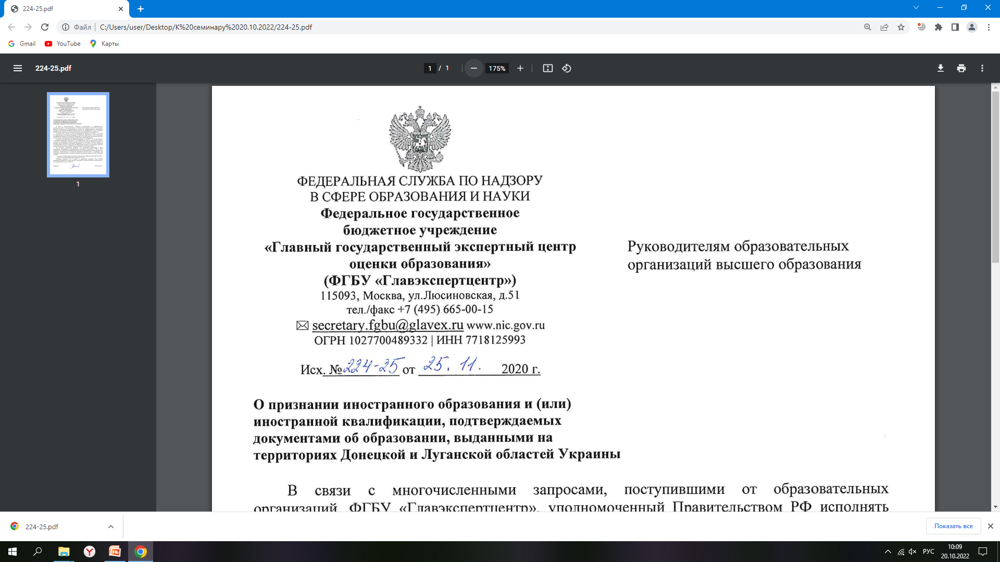 224-25.pdf
Файл
C:/Users/user/Desktop/К%20семинару%2020.10.2022/224-25.pdf
Gmail
YouTube
Карты
224-25.pdf
1 / 1
175%
1
ФЕДЕРАЛЬНАЯ СЛУЖБА ПО НАДЗОРУ
В СФЕРЕ ОБРАЗОВАНИЯ И НАУКИ
Федеральное государственное
бюджетное учреждение
«Главный государственный экспертный центр
оценки образования»
(ФГБУ «Главэкспертцентр»)
115093, Москва, ул.Люсиновская, д.51
тел./факс +7 (495) 665-00-15
secretary.fgbu@glavex.ru www.nic.gov.ru
ОГРН 1027700489332 | ИНН 7718125993
Исх. № 224-25 от 25. 11. 2020 г.
Руководителям образовательных
организаций высшего образования
О признании иностранного образования и (или)
иностранной квалификации, подтверждаемых
документами об образовании, выданными на
территориях Донецкой и Луганской областей Украины
В связи с многочисленными запросами, поступившими от образовательных
организаций, ФГБУ «Главэкспертцентр», уполномоченный Правительством РФ исполнять
224-25.pdf
Показать все
РУС
10:09
20.10.2022